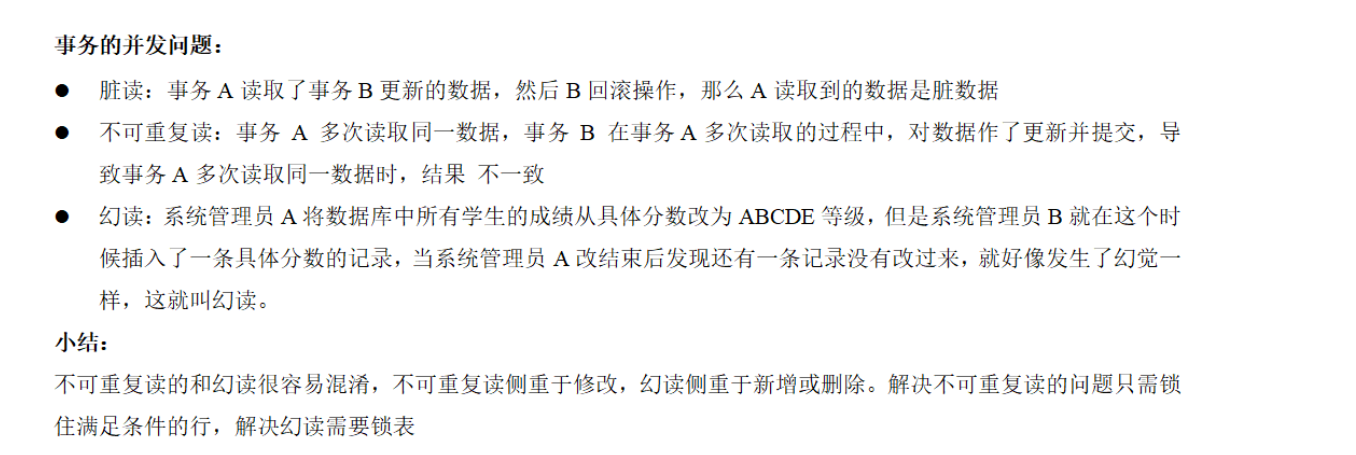 事务的并发问题：
● 脏读：事务 A 读取了事务 B 更新的数据，然后 B 回滚操作，那么 A 读取到的数据是脏数据
● 不可重复读：事务 A 多次读取同一数据，事务 B 在事务 A 多次读取的过程中，对数据作了更新并提交，导
致事务 A 多次读取同一数据时，结果 不一致
● 幻读：系统管理员 A 将数据库中所有学生的成绩从具体分数改为 ABCDE 等级，但是系统管理员 B 就在这个时
候插入了一条具体分数的记录，当系统管理员 A 改结束后发现还有一条记录没有改过来，就好像发生了幻觉一
样，这就叫幻读。
小结：
不可重复读的和幻读很容易混淆，不可重复读侧重于修改，幻读侧重于新增或删除。解决不可重复读的问题只需锁
住满足条件的行，解决幻读需要锁表